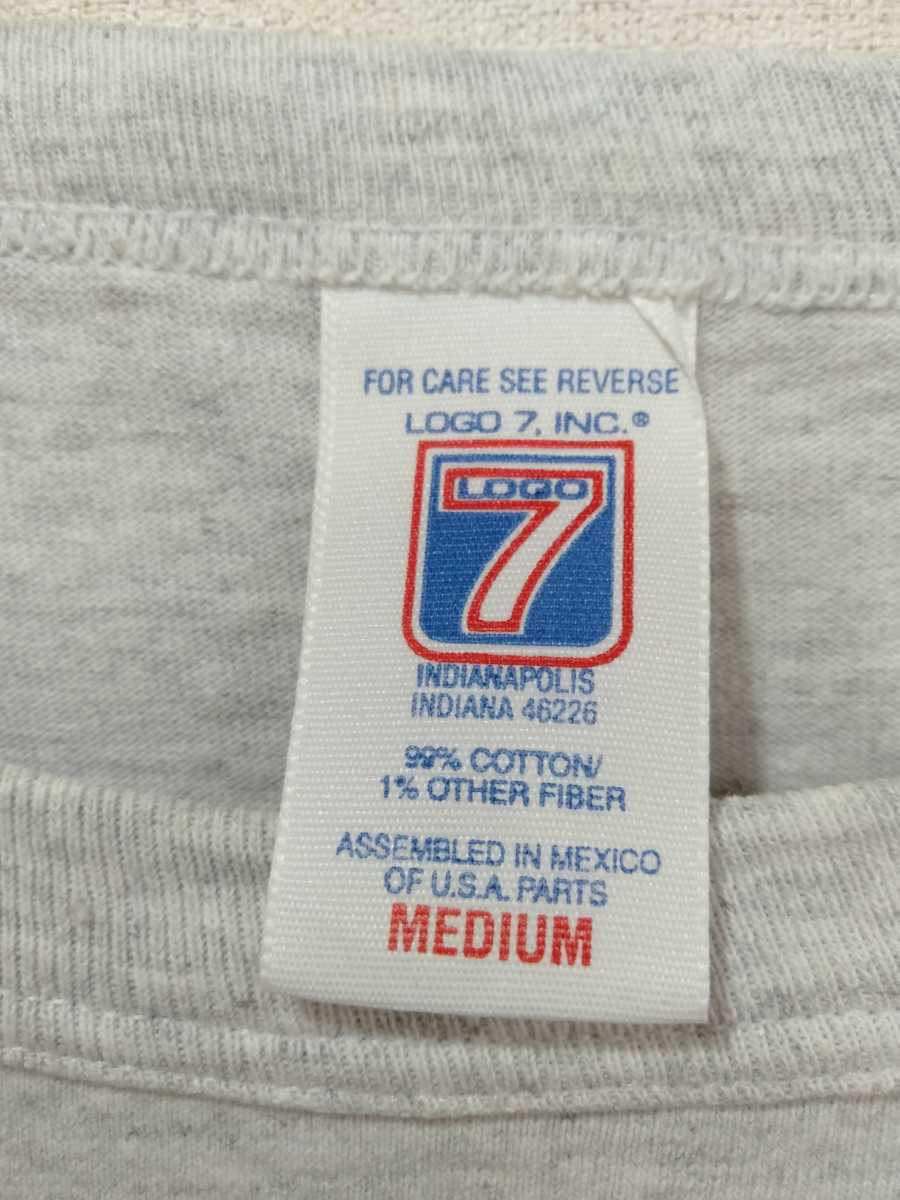 FOR CARE SEE REVERSE
LOGO 7, INC.®
LOGO
7
INDIANAPOLIS
INDIANA 46226
99% COTTON/
1% OTHER FIBER
ASSEMBLED IN MEXICO
OF U.S.A. PARTS
MEDIUM